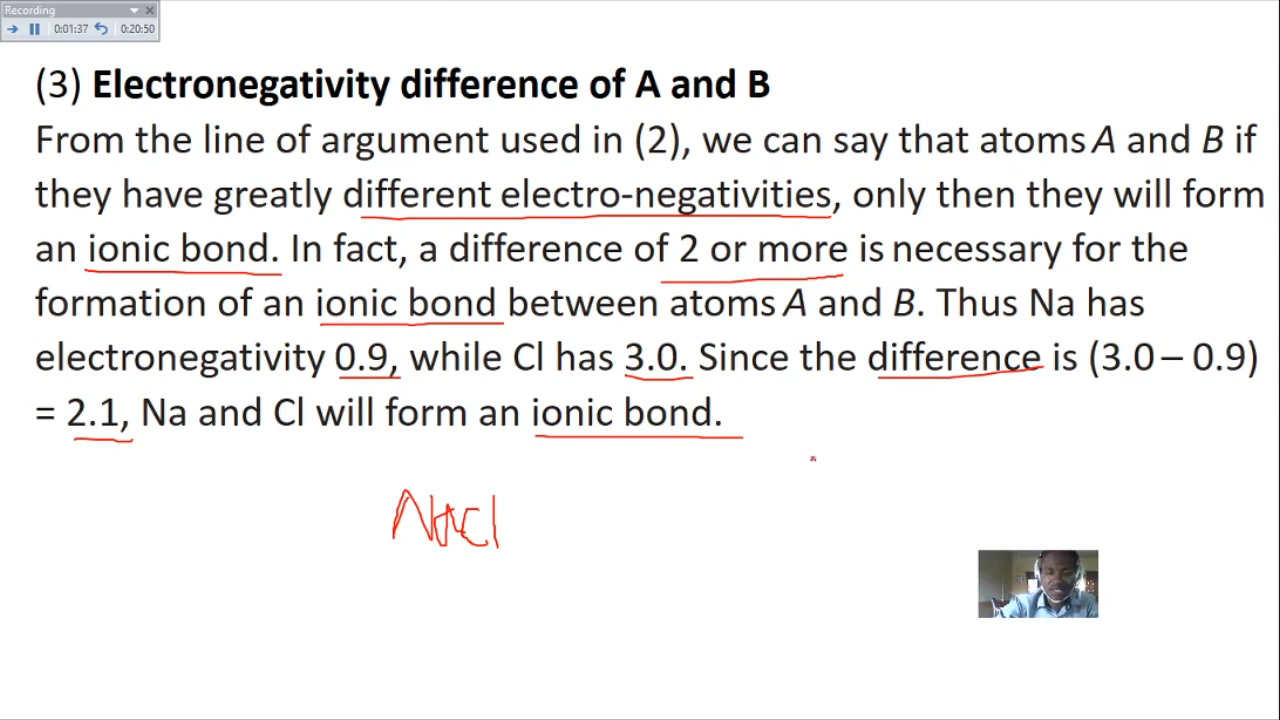 Recording
0:01:37 0:20:50
(3) Electronegativity difference of A and B
From the line of argument used in (2), we can say that atoms A and B if
they have greatly different electro-negativities, only then they will form
an ionic bond. In fact, a difference of 2 or more is necessary for the
formation of an ionic bond between atoms A and B. Thus Na has
electronegativity 0.9, while Cl has 3.0. Since the difference is (3.0 – 0.9)
= 2.1, Na and Cl will form an ionic bond.
NaCl